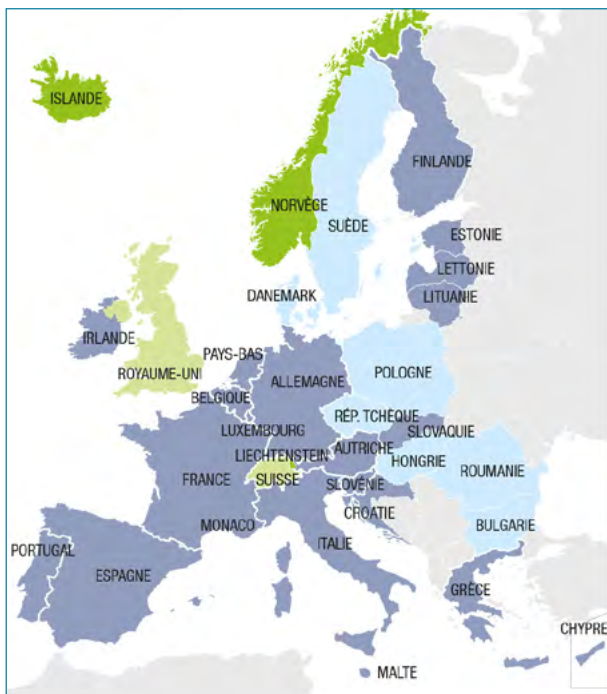 ISLANDE
FINLANDE
NORVÈGE
SUÈDE
ESTONIE
LETTONIE
LITUANIE
DANEMARK
IRLANDE
PAYS-BAS
ROYAUME-UNI
ALLEMAGNE
POLOGNE
BELGIQUE
RÉP. TCHÈQUE
LUXEMBOURG
SLOVAQUIE
AUTRICHE
LIECHTENSTEIN
HONGRIE
ROUMANIE
FRANCE
SUISSE
SLOVÉNIE
CROATIE
MONACO
BULGARIE
ITALIE
PORTUGAL
ESPAGNE
GRÈCE
CHYPRE
MALTE